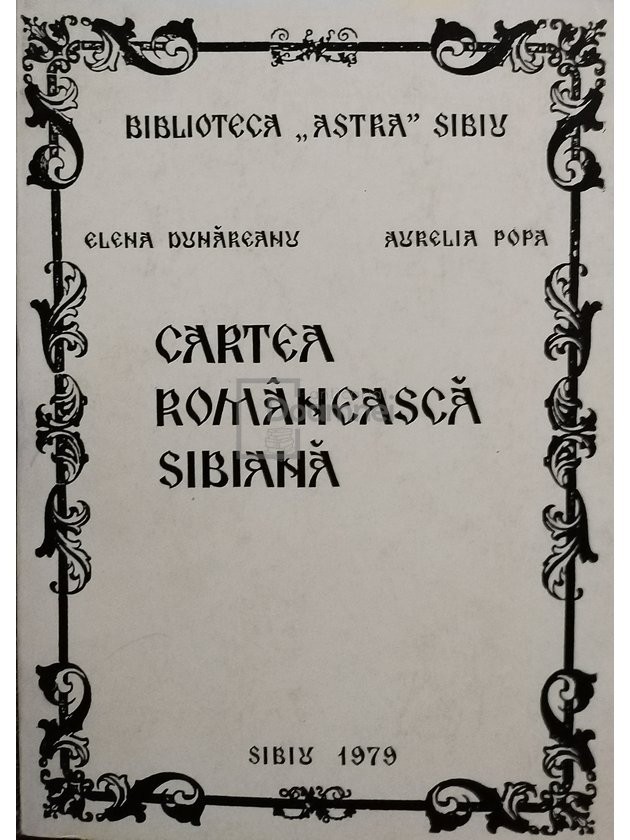 BIBLIOTECA „ASTRA” SIBIU
ELENA DUNĂREANU AURELIA POPA
CARTEA
ROMÂNEASCĂ
SIBIANĂ
SIBIU 1979